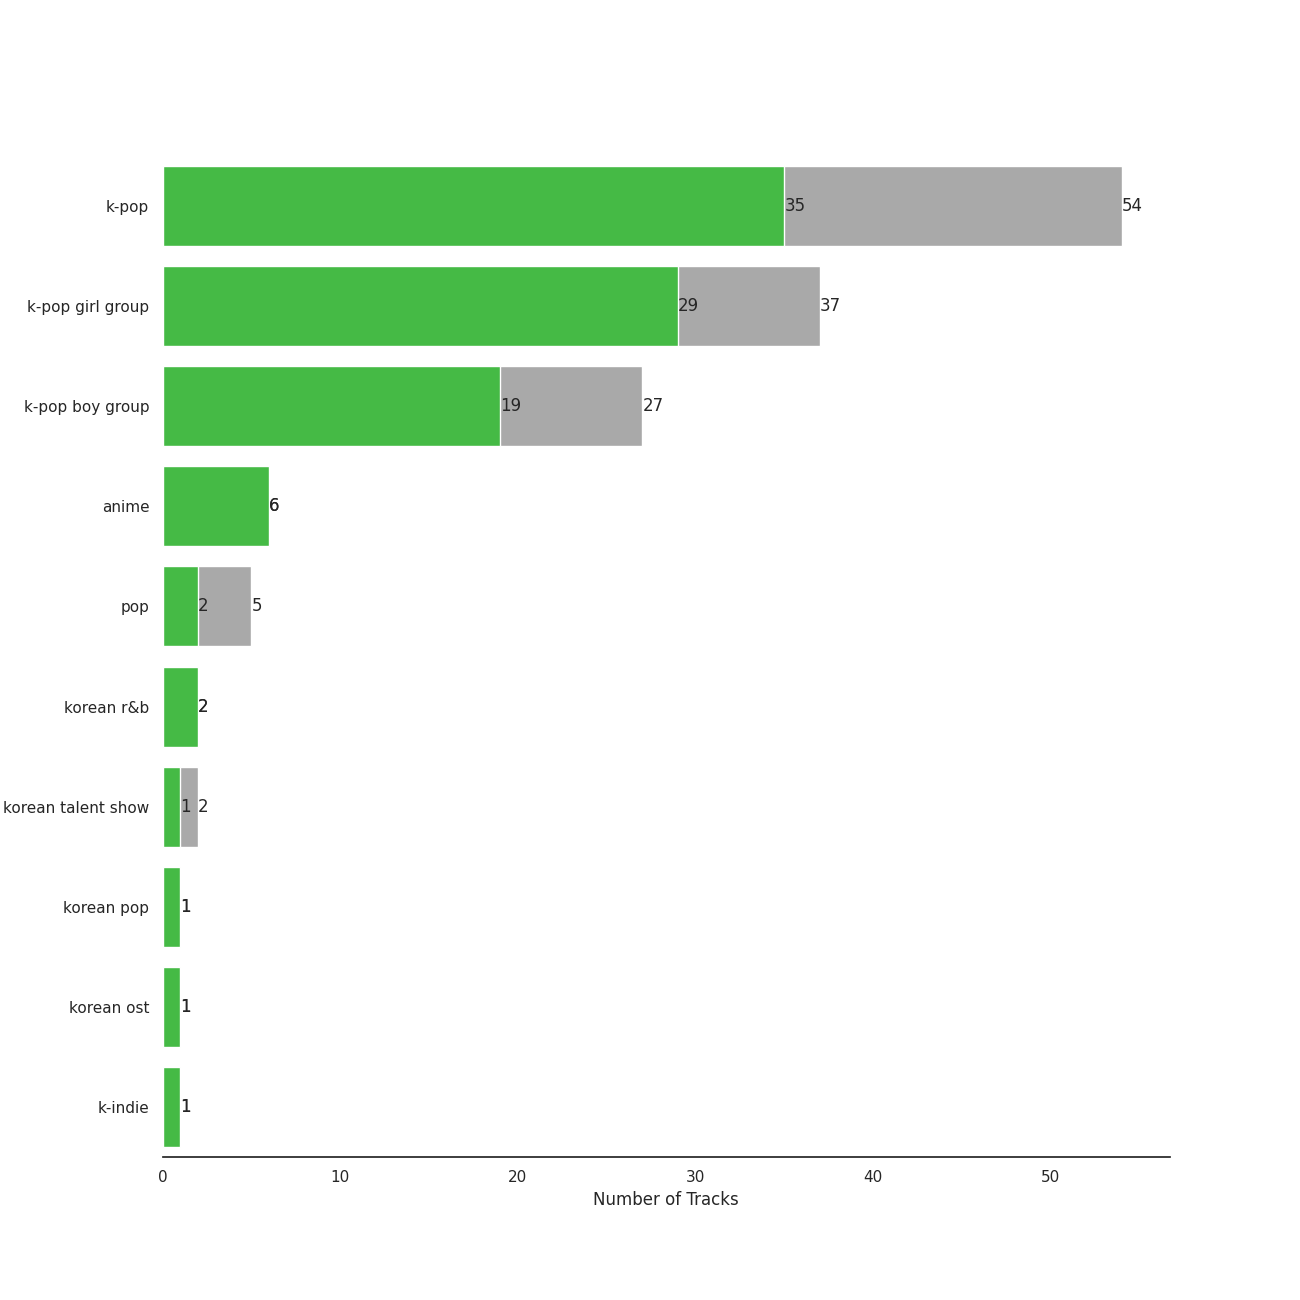 k-pop 35 54
k-pop girl group 29 37
k-pop boy group 19 27
anime 6
pop 2 5
korean r&b 2
korean talent show 1 2
korean pop 1
korean ost 1
k-indie 1
0 10 20 30 40 50
Number of Tracks